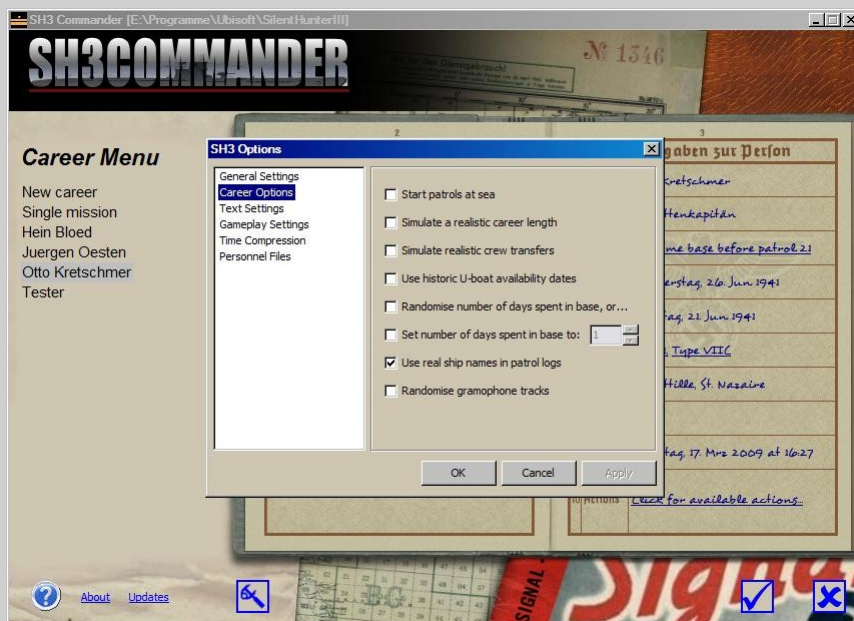 SH3 Commander [E:\Programme\Ubisoft\SilentHunterIII]
SH3COMMANDER
№ 1346
Career Menu
New career
Single mission
Hein Bloed
Juergen Oesten
Otto Kretschmer
Tester
2
3
SH3 Options
General Settings
Career Options
Text Settings
Gameplay Settings
Time Compression
Personnel Files
Start patrols at sea
Simulate a realistic career length
Simulate realistic crew transfers
Use historic U-boat availability dates
Randomise number of days spent in base, or...
Set number of days spent in base to: 1
Use real ship names in patrol logs
Randomise gramophone tracks
OK Cancel Apply
gaben zur Person
Kretschmer
ttenkapitän
me base before patrol 21
erstag, 26. Jun 1941
tag, 21. Jun 1941
, Type VIIC
Hille, St. Nazaire
tag, 17. Mrz 2009 at 16:27
10 Actions Click for available actions...
About Updates
SIGNAL
Signal